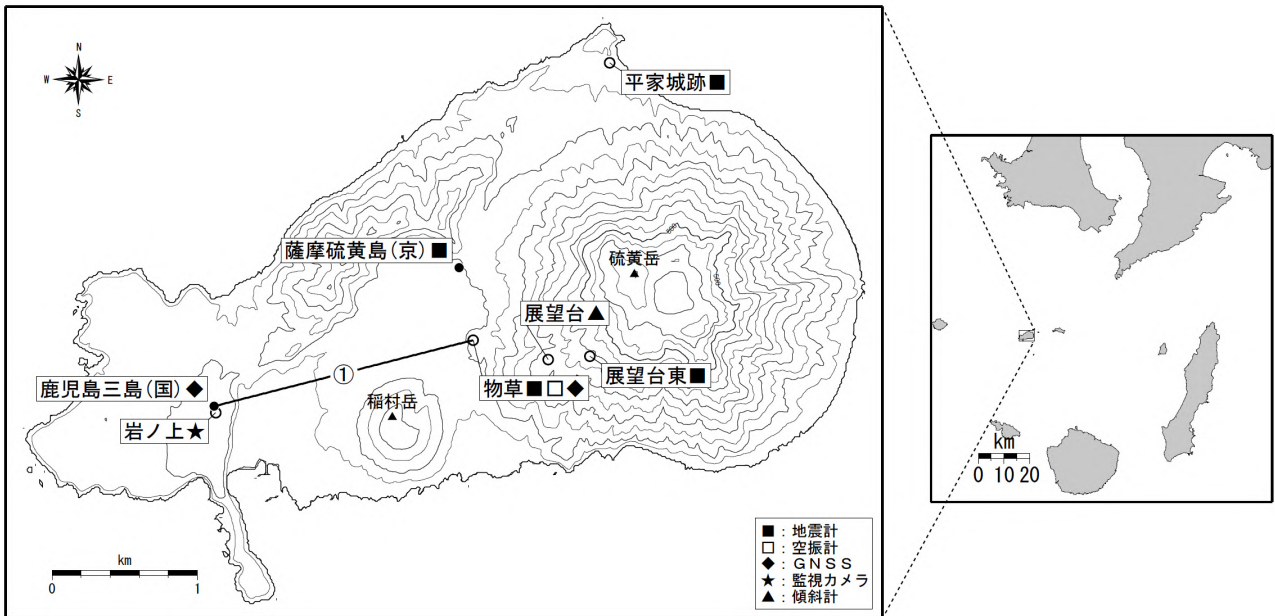 N
W E
S
平家城跡■
薩摩硫黄島(京)■
硫黄岳
展望台▲
①
鹿児島三島(国)◆
物草■□◆
展望台東■
稲村岳
岩ノ上★
km
0 1
■：地震計
□：空振計
◆：GNSS
★：監視カメラ
▲：傾斜計
km
0 10 20